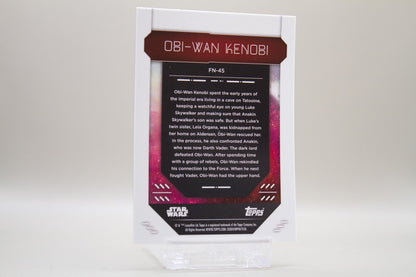 OBI-WAN KENOBI
FN-45
Obi-Wan Kenobi spent the early years of
the Imperial era living in a cave on Tatooine,
keeping a watchful eye on young Luke
Skywalker and making sure that Anakin
Skywalker's son was safe. But when Luke's
twin sister, Leia Organa, was kidnapped from
her home on Alderaan, Obi-Wan rescued her.
In the process, he also confronted Anakin,
who was now Darth Vader. The dark lord
defeated Obi-Wan. After spending time
with a group of rebels, Obi-Wan rekindled
his connection to the Force. When he next
fought Vader, Obi-Wan had the upper hand.
STAR WARS
TOPPS
All Rights Reserved.